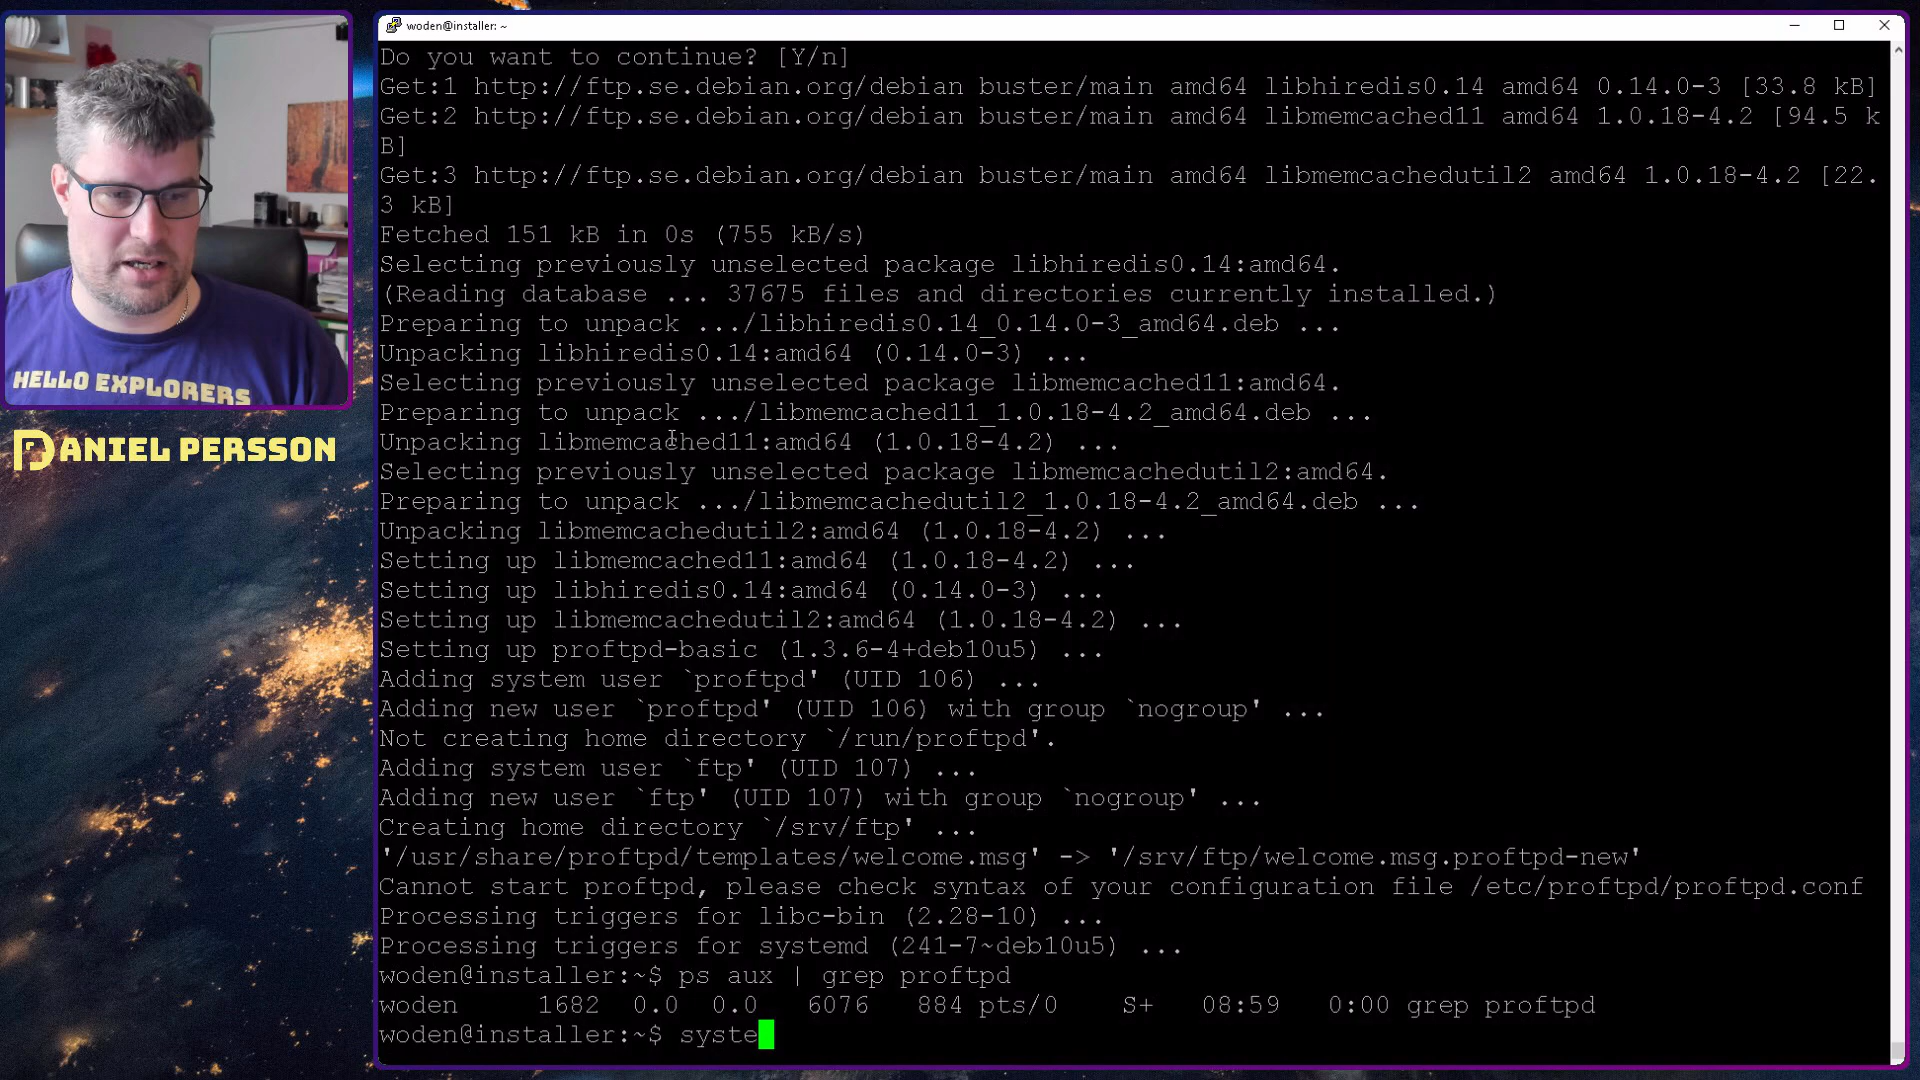 woden@installer: ~
Do you want to continue? [Y/n]
Get:1 http://ftp.se.debian.org/debian buster/main amd64 libhiredis0.14 amd64 0.14.0-3 [33.8 kB]
Get:2 http://ftp.se.debian.org/debian buster/main amd64 libmemcached11 amd64 1.0.18-4.2 [94.5 k
B]
Get:3 http://ftp.se.debian.org/debian buster/main amd64 libmemcachedutil2 amd64 1.0.18-4.2 [22.
3 kB]
Fetched 151 kB in 0s (755 kB/s)
Selecting previously unselected package libhiredis0.14:amd64.
(Reading database ... 37675 files and directories currently installed.)
Preparing to unpack .../libhiredis0.14_0.14.0-3_amd64.deb ...
Unpacking libhiredis0.14:amd64 (0.14.0-3) ...
Selecting previously unselected package libmemcached11:amd64.
Preparing to unpack .../libmemcached11_1.0.18-4.2_amd64.deb ...
Unpacking libmemcached11:amd64 (1.0.18-4.2) ...
Selecting previously unselected package libmemcachedutil2:amd64.
Preparing to unpack .../libmemcachedutil2_1.0.18-4.2_amd64.deb ...
Unpacking libmemcachedutil2:amd64 (1.0.18-4.2) ...
Setting up libmemcached11:amd64 (1.0.18-4.2) ...
Setting up libhiredis0.14:amd64 (0.14.0-3) ...
Setting up libmemcachedutil2:amd64 (1.0.18-4.2) ...
Setting up proftpd-basic (1.3.6-4+deb10u5) ...
Adding system user `proftpd' (UID 106) ...
Adding new user `proftpd' (UID 106) with group `nogroup' ...
Not creating home directory `/run/proftpd'.
Adding system user `ftp' (UID 107) ...
Adding new user `ftp' (UID 107) with group `nogroup' ...
Creating home directory `/srv/ftp' ...
'/usr/share/proftpd/templates/welcome.msg' -> '/srv/ftp/welcome.msg.proftpd-new'
Cannot start proftpd, please check syntax of your configuration file /etc/proftpd/proftpd.conf
Processing triggers for libc-bin (2.28-10) ...
Processing triggers for systemd (241-7~deb10u5) ...
woden@installer:~$ ps aux | grep proftpd
woden     1682  0.0  0.0   6076   884 pts/0    S+   08:59   0:00 grep proftpd
woden@installer:~$ syste
HELLO EXPLORERS
DANIEL PERSSON